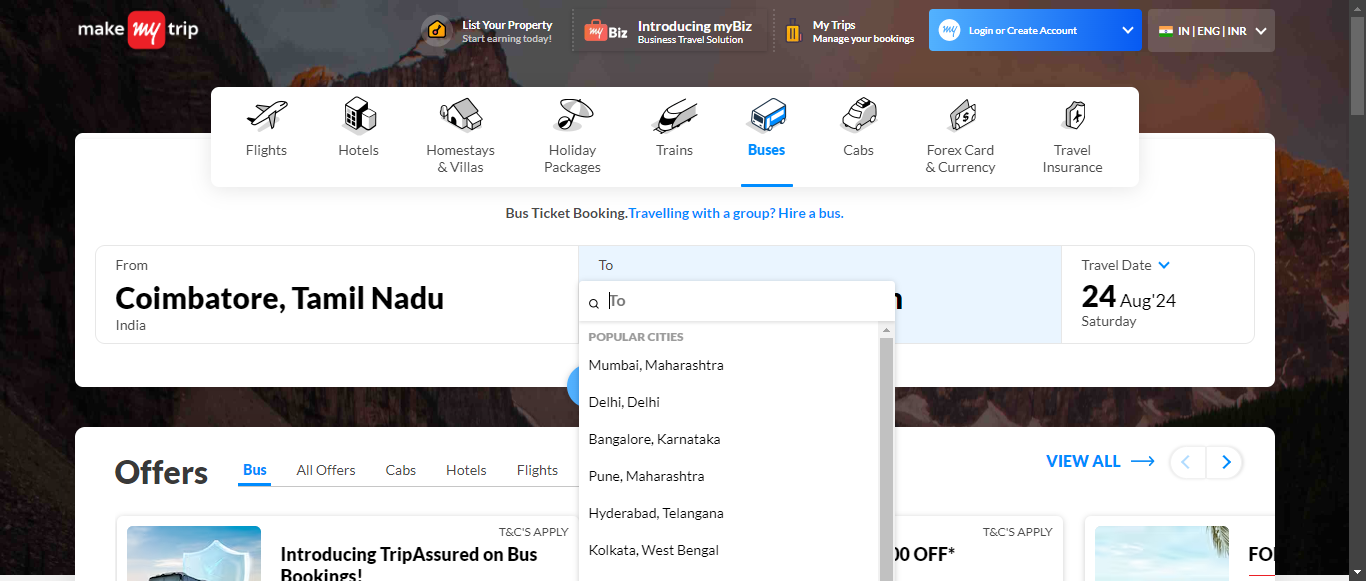 make my trip
List Your Property
Start earning today!
my Biz
Introducing myBiz
Business Travel Solution
My Trips
Manage your bookings
my
Login or Create Account
IN | ENG | INR
Flights
Hotels
Homestays
& Villas
Holiday
Packages
Trains
Buses
Cabs
Forex Card
& Currency
Travel
Insurance
Bus Ticket Booking.Travelling with a group? Hire a bus.
From
Coimbatore, Tamil Nadu
India
To
To
Travel Date
24 Aug'24
Saturday
POPULAR CITIES
Mumbai, Maharashtra
Delhi, Delhi
Bangalore, Karnataka
Pune, Maharashtra
Hyderabad, Telangana
Kolkata, West Bengal
Offers
Bus
All Offers
Cabs
Hotels
Flights
VIEW ALL
T&C'S APPLY
Introducing TripAssured on Bus
Bookings!
T&C'S APPLY
OFF*